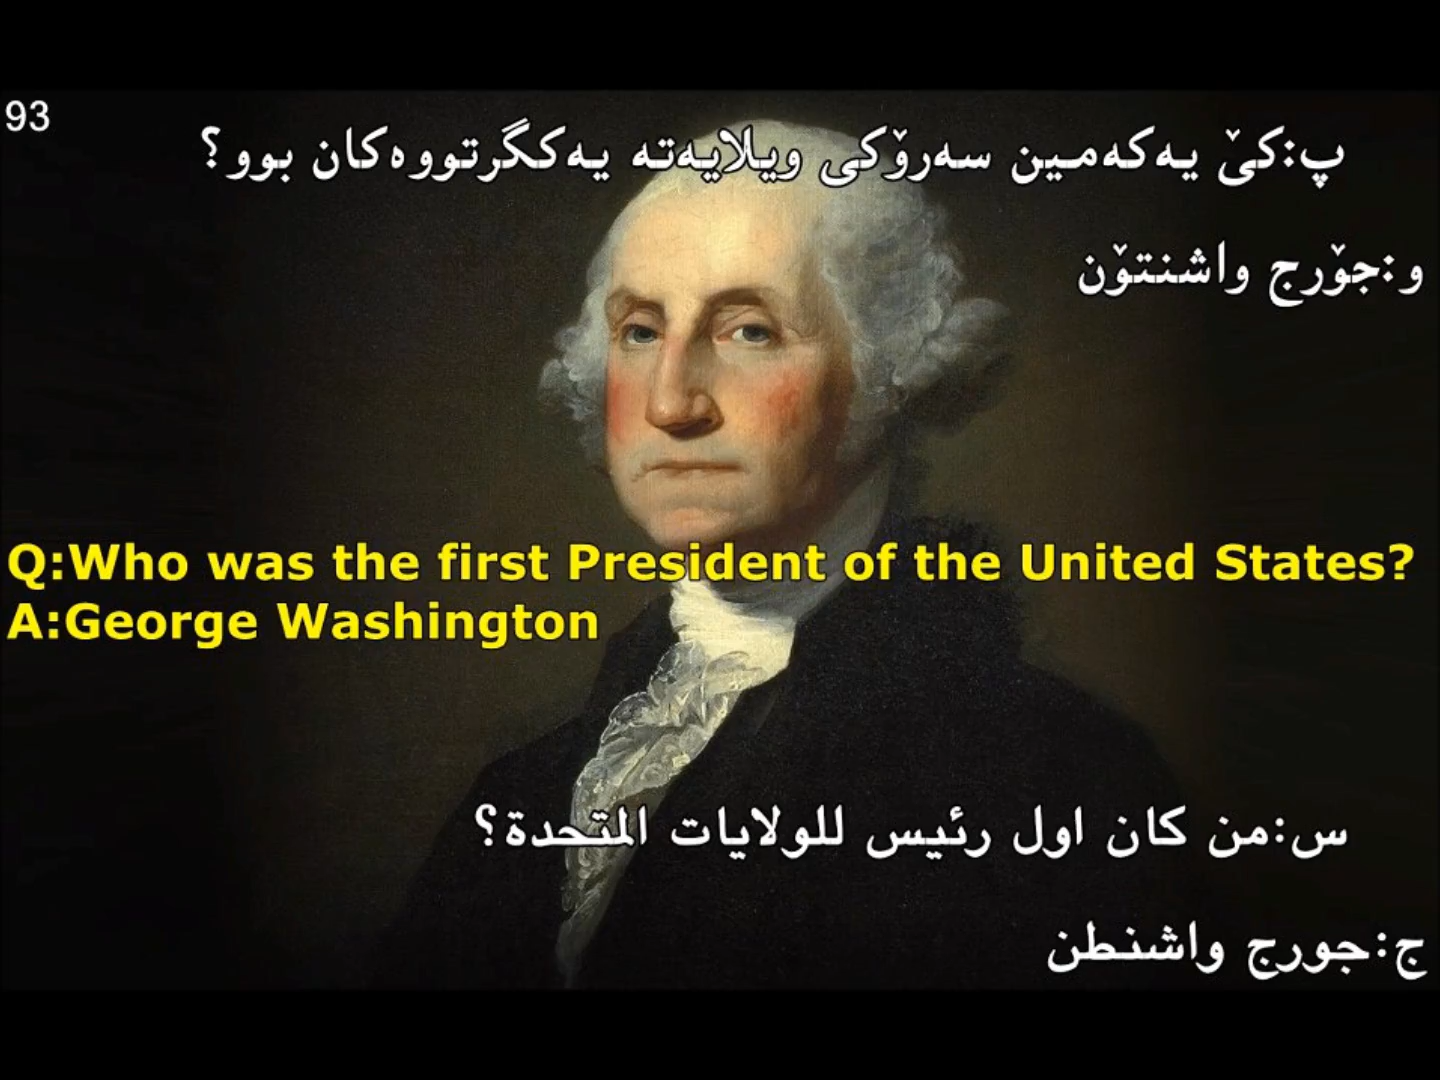 93
پ:کێ یەکەمین سەرۆکی ویلایەتە یەکگرتووەکان بوو؟
و:جۆرج واشنتۆن
Q:Who was the first President of the United States?
A:George Washington
س:من كان اول رئيس للولايات المتحدة؟
ج:جورج واشنطن